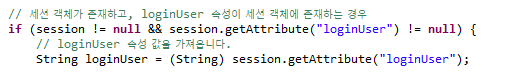 // 세션 객체가 존재하고, loginUser 속성이 세션 객체에 존재하는 경우
if (session != null && session.getAttribute("loginUser") != null) {
// loginUser 속성 값을 가져옵니다.
String loginUser = (String) session.getAttribute("loginUser");